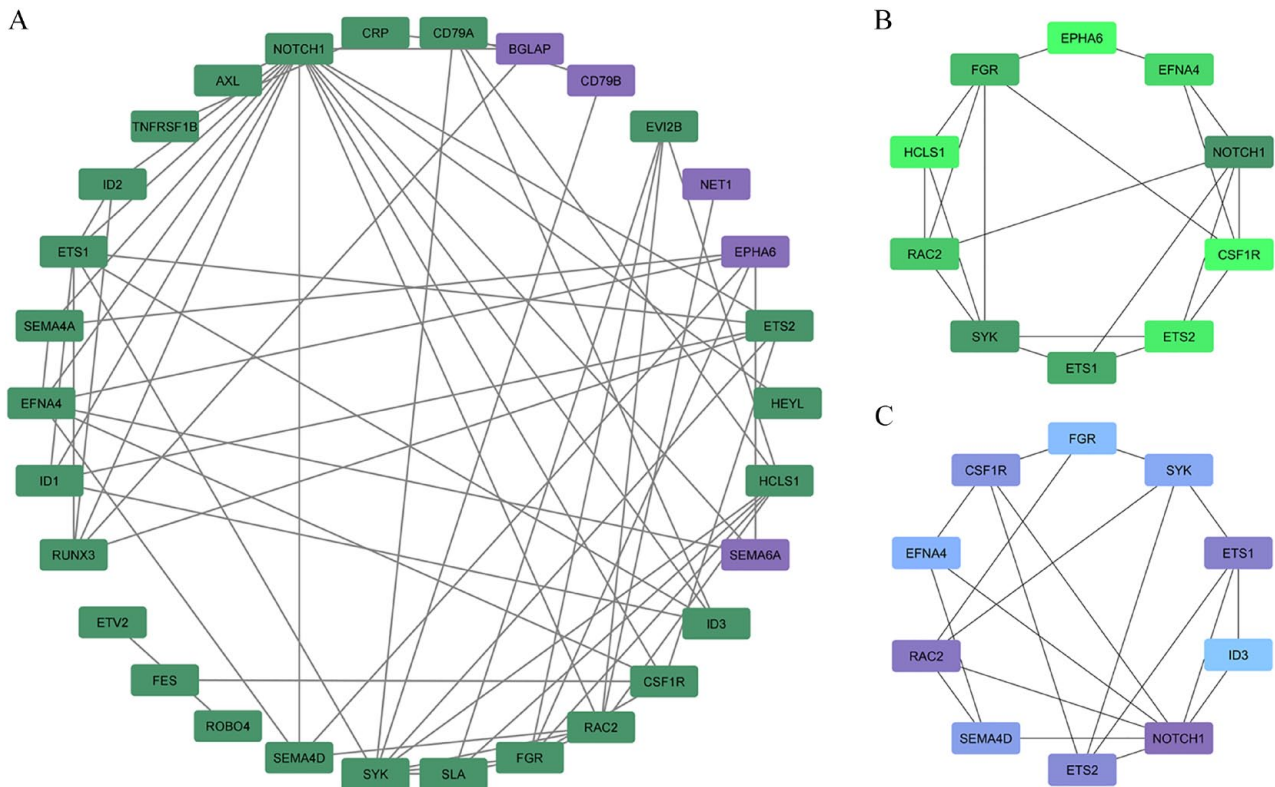 A
CRP
CD79A
NOTCH1
BGLAP
AXL
CD79B
TNFRSF1B
EVI2B
ID2
NET1
ETS1
EPHA6
SEMA4A
ETS2
EFNA4
HEYL
ID1
HCLS1
RUNX3
SEMA6A
ETV2
ID3
FES
CSF1R
ROBO4
RAC2
SEMA4D
FGR
SYK
SLA
B
EPHA6
FGR
EFNA4
HCLS1
NOTCH1
RAC2
CSF1R
SYK
ETS2
ETS1
C
FGR
CSF1R
SYK
EFNA4
ETS1
RAC2
ID3
SEMA4D
NOTCH1
ETS2